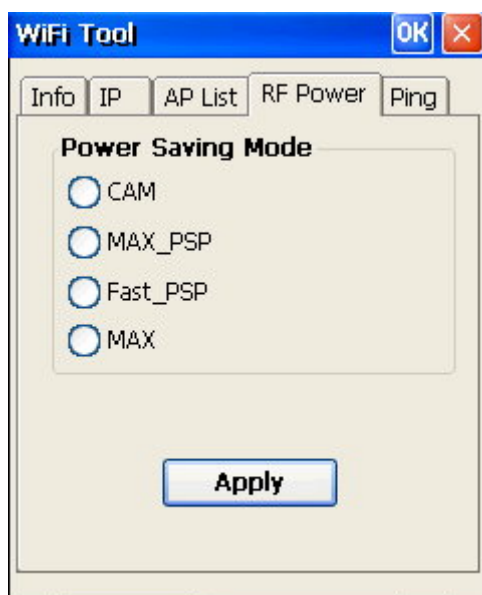 WiFi Tool OK
Info IP AP List RF Power Ping
Power Saving Mode
CAM
MAX_PSP
Fast_PSP
MAX
Apply